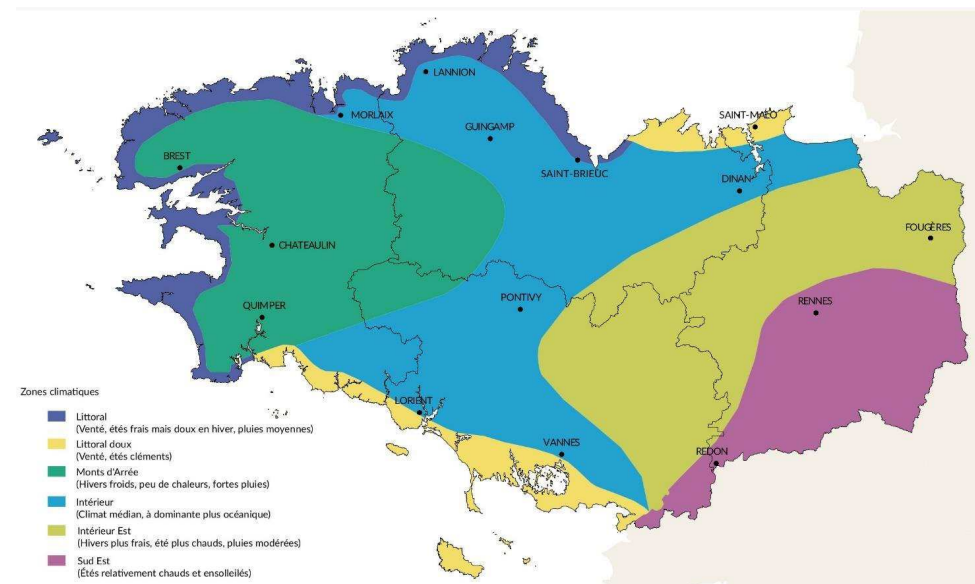 LANNION
MORLAIX
SAINT-MALO
GUINGAMP
BREST
SAINT-BRIEUC
DINAN
FOUGÈRES
CHATEAULIN
PONTIVY
RENNES
QUIMPER
LORIENT
VANNES
REDON
Zones climatiques
Littoral
(Venté, étés frais mais doux en hiver, pluies moyennes)
Littoral doux
(Venté, étés cléments)
Monts d'Arrée
(Hivers froids, peu de chaleurs, fortes pluies)
Intérieur
(Climat médian, à dominante plus océanique)
Intérieur Est
(Hivers plus frais, été plus chauds, pluies modérées)
Sud Est
(Étés relativement chauds et ensolleilés)